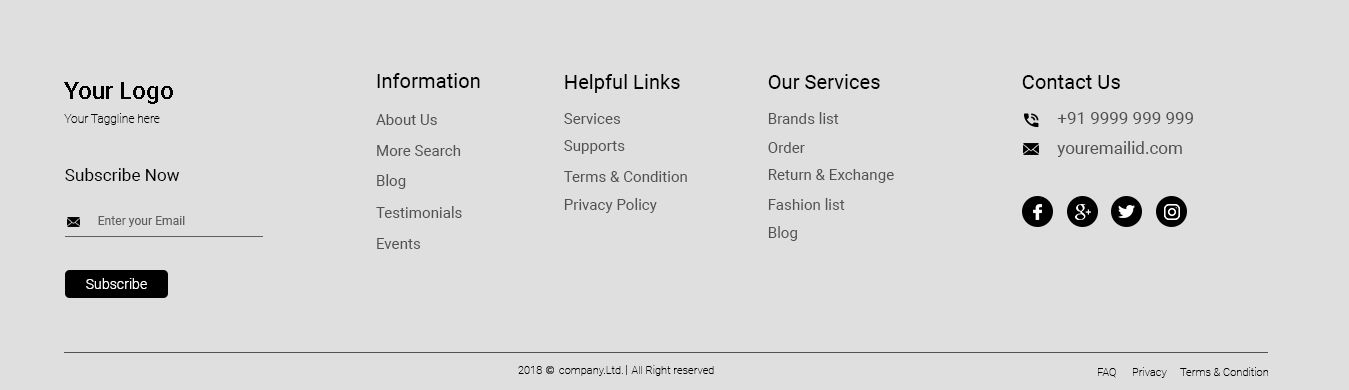 Your Logo
Your Taggline here
Subscribe Now
Enter your Email
Subscribe
Information
About Us
More Search
Blog
Testimonials
Events
Helpful Links
Services
Supports
Terms & Condition
Privacy Policy
Our Services
Brands list
Order
Return & Exchange
Fashion list
Blog
Contact Us
+91 9999 999 999
youremailid.com
2018 © company.Ltd. | All Right reserved
FAQ Privacy Terms & Condition